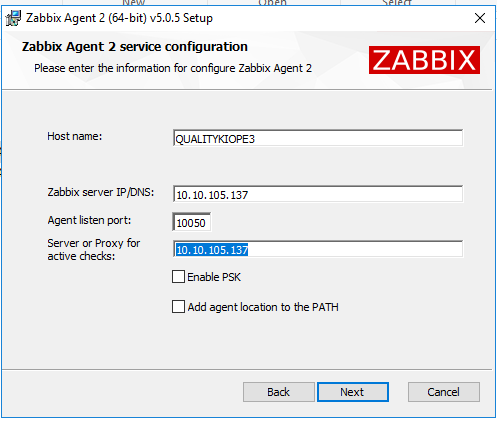 New Open Select
Zabbix Agent 2 (64-bit) v5.0.5 Setup
Zabbix Agent 2 service configuration
Please enter the information for configure Zabbix Agent 2
ZABBIX
Host name:
QUALITYKIOPE3
Zabbix server IP/DNS:
10.10.105.137
Agent listen port:
10050
Server or Proxy for
active checks:
10.10.105.137
Enable PSK
Add agent location to the PATH
Back Next Cancel